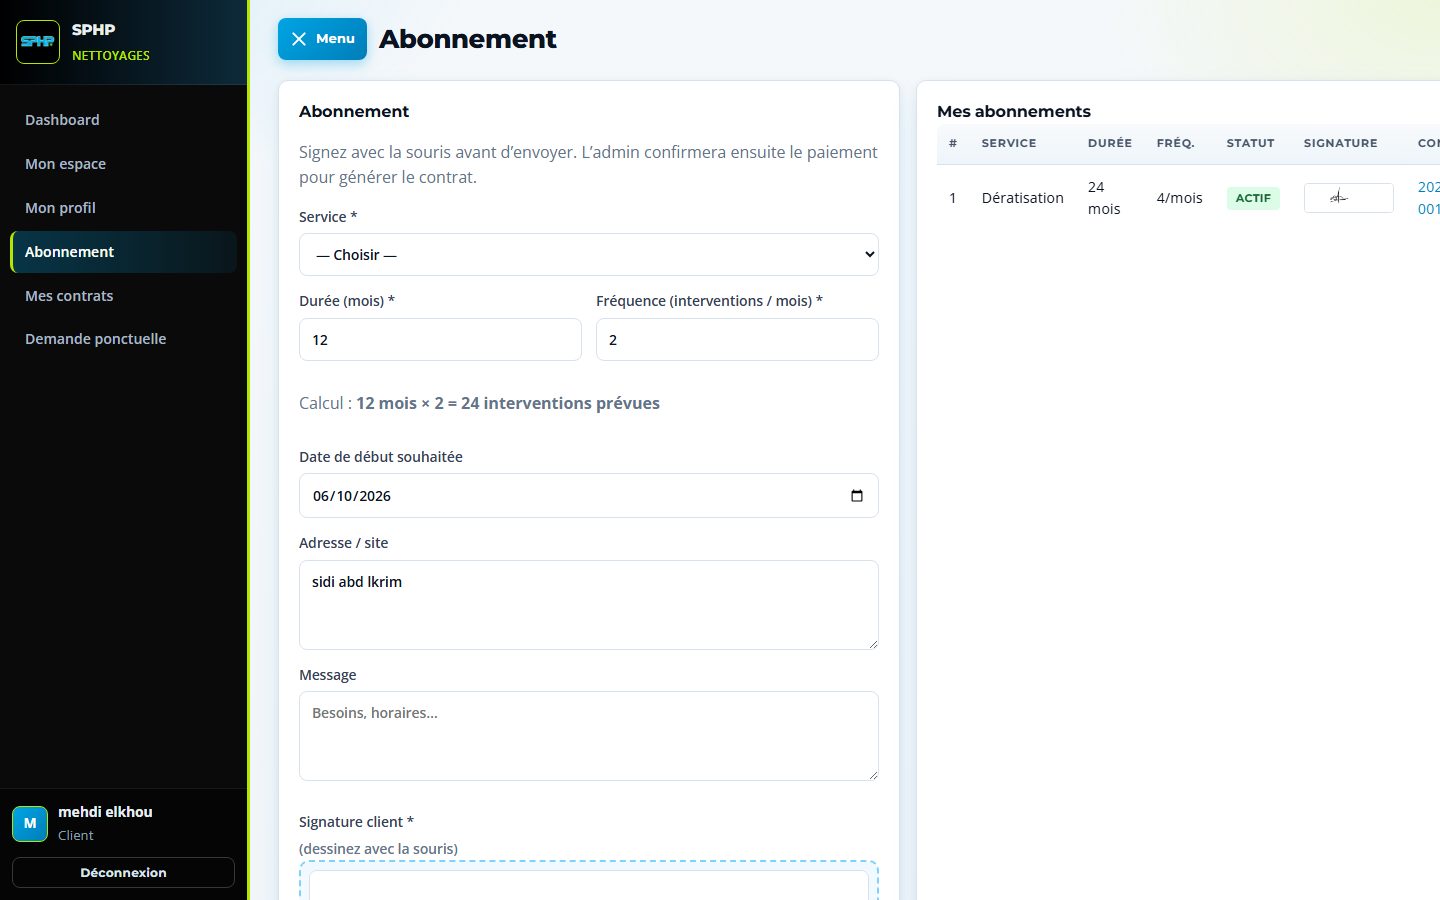 SPHP
SPHP
NETTOYAGES
Dashboard
Mon espace
Mon profil
Abonnement
Mes contrats
Demande ponctuelle
M
mehdi elkhou
Client
Déconnexion
Menu
Abonnement
Abonnement
Signez avec la souris avant d’envoyer. L’admin confirmera ensuite le paiement
pour générer le contrat.
Service *
— Choisir —
Durée (mois) *
Fréquence (interventions / mois) *
12
2
Calcul : 12 mois × 2 = 24 interventions prévues
Date de début souhaitée
06/10/2026
Adresse / site
sidi abd lkrim
Message
Besoins, horaires...
Signature client *
(dessinez avec la souris)
Mes abonnements
# SERVICE DURÉE FRÉQ. STATUT SIGNATURE CON
1 Dératisation 24 mois 4/mois ACTIF 202
001